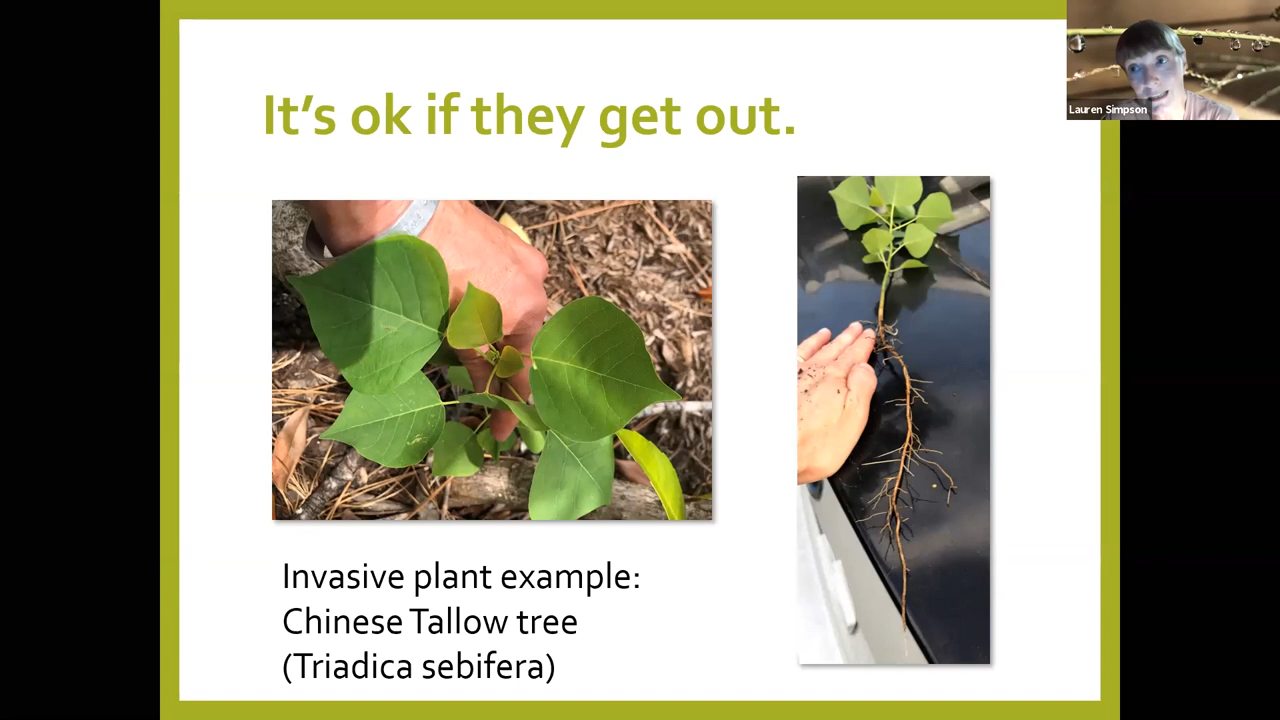 It's ok if they get out.
Lauren Simpson
Invasive plant example:
Chinese Tallow tree
(Triadica sebifera)